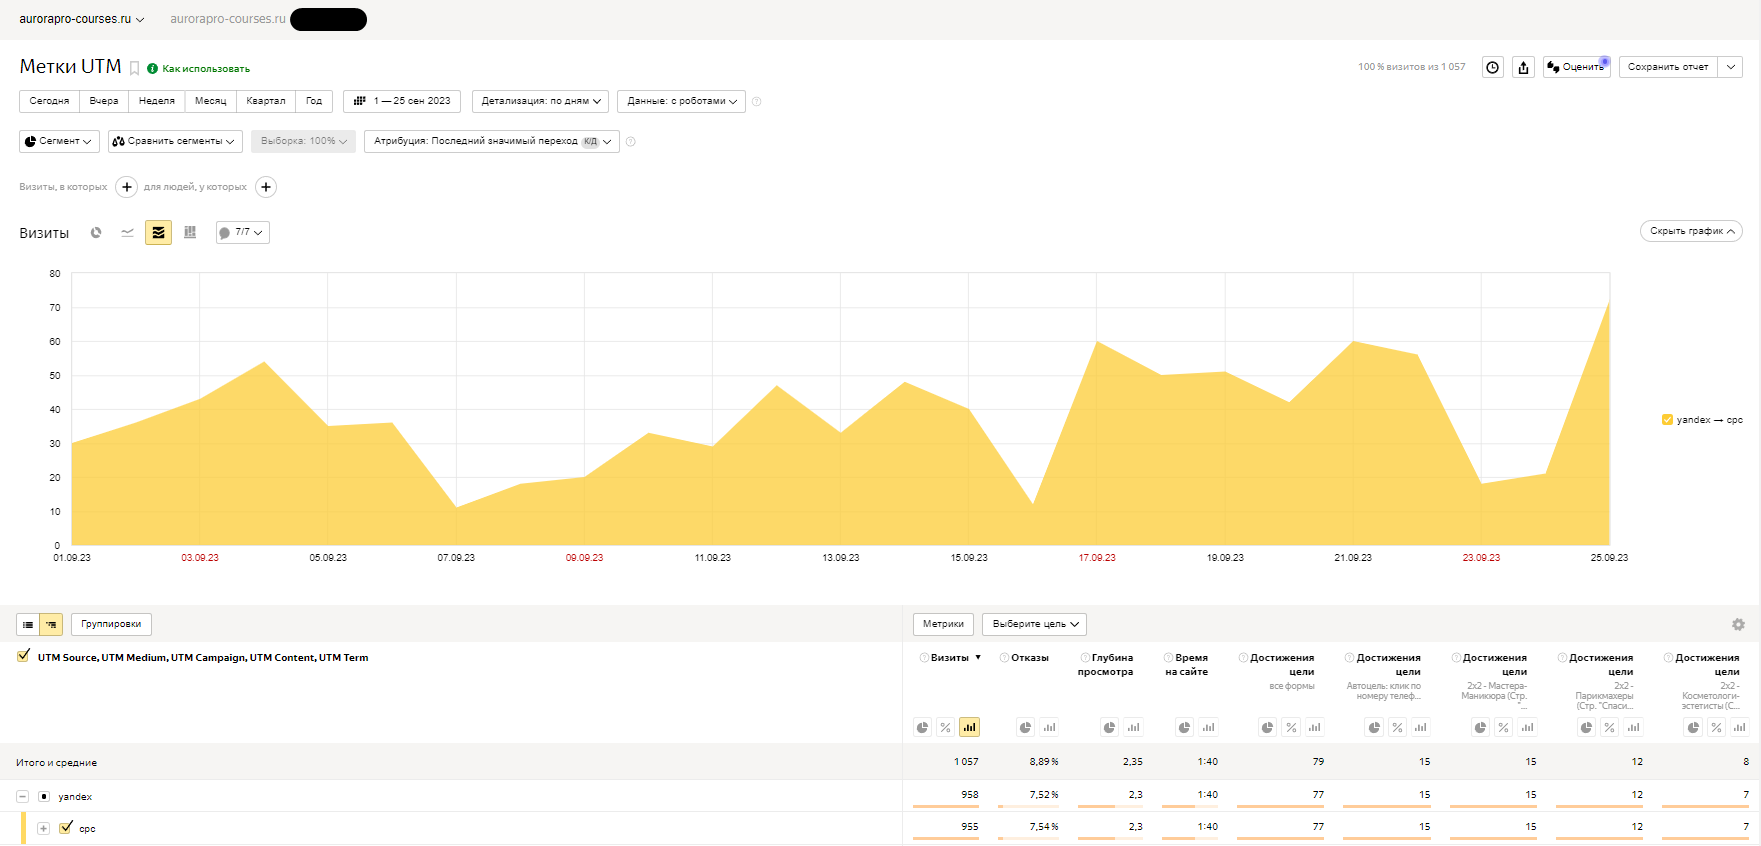 aurorapro-courses.ru aurorapro-courses.ru
Метки UTM Как использовать 100 % визитов из 1 057 Оценить Сохранить отчет
Сегодня Вчера Неделя Месяц Квартал Год 1 — 25 сен 2023 Детализация: по дням Данные: с роботами
Сегмент Сравнить сегменты Выборка: 100% Атрибуция: Последний значимый переход К/Д
Визиты, в которых + для людей, у которых +
Визиты 7/7 Скрыть график
80
70
60
50
40
30
20
10
0
yandex → cpc
01.09.23 03.09.23 05.09.23 07.09.23 09.09.23 11.09.23 13.09.23 15.09.23 17.09.23 19.09.23 21.09.23 23.09.23 25.09.23
Группировки Метрики Выберите цель
UTM Source, UTM Medium, UTM Campaign, UTM Content, UTM Term
Визиты ▼
Отказы
Глубина
просмотра
Время
на сайте
Достижения
цели
все формы
Достижения
цели
Автоцель: клик по
номеру телеф...
Достижения
цели
2х2 - Мастера-
Маникюра (Стр.
"...
Достижения
цели
2х2 -
Парикмахеры
(Стр. "Спаси...
Достижения
цели
2х2 -
Косметологи-
эстетисты (С...
Итого и средние 1 057 8,89 % 2,35 1:40 79 15 15 12 8
yandex 958 7,52 % 2,3 1:40 77 15 15 12 7
cpc 955 7,54 % 2,3 1:40 77 15 15 12 7